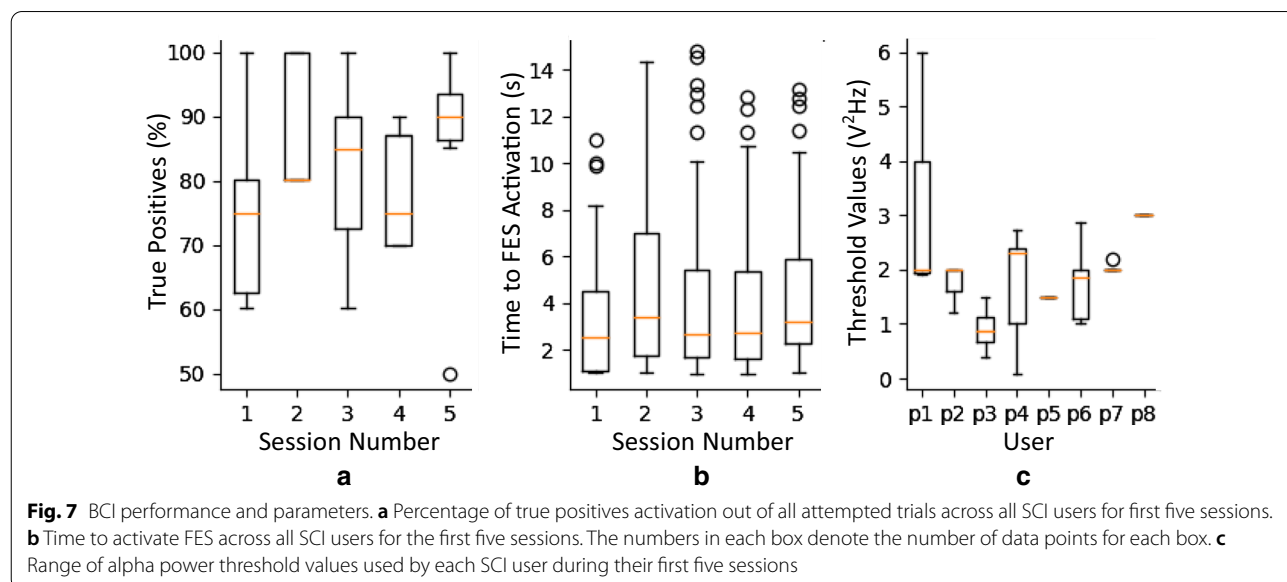 100
90
80
70
60
50
True Positives (%)
1 2 3 4 5
Session Number
a
14
12
10
8
6
4
2
Time to FES Activation (s)
1 2 3 4 5
Session Number
b
6
5
4
3
2
1
0
Threshold Values (V²Hz)
p1 p2 p3 p4 p5 p6 p7 p8
User
c
Fig. 7 BCI performance and parameters. a Percentage of true positives activation out of all attempted trials across all SCI users for first five sessions.
b Time to activate FES across all SCI users for the first five sessions. The numbers in each box denote the number of data points for each box. c
Range of alpha power threshold values used by each SCI user during their first five sessions